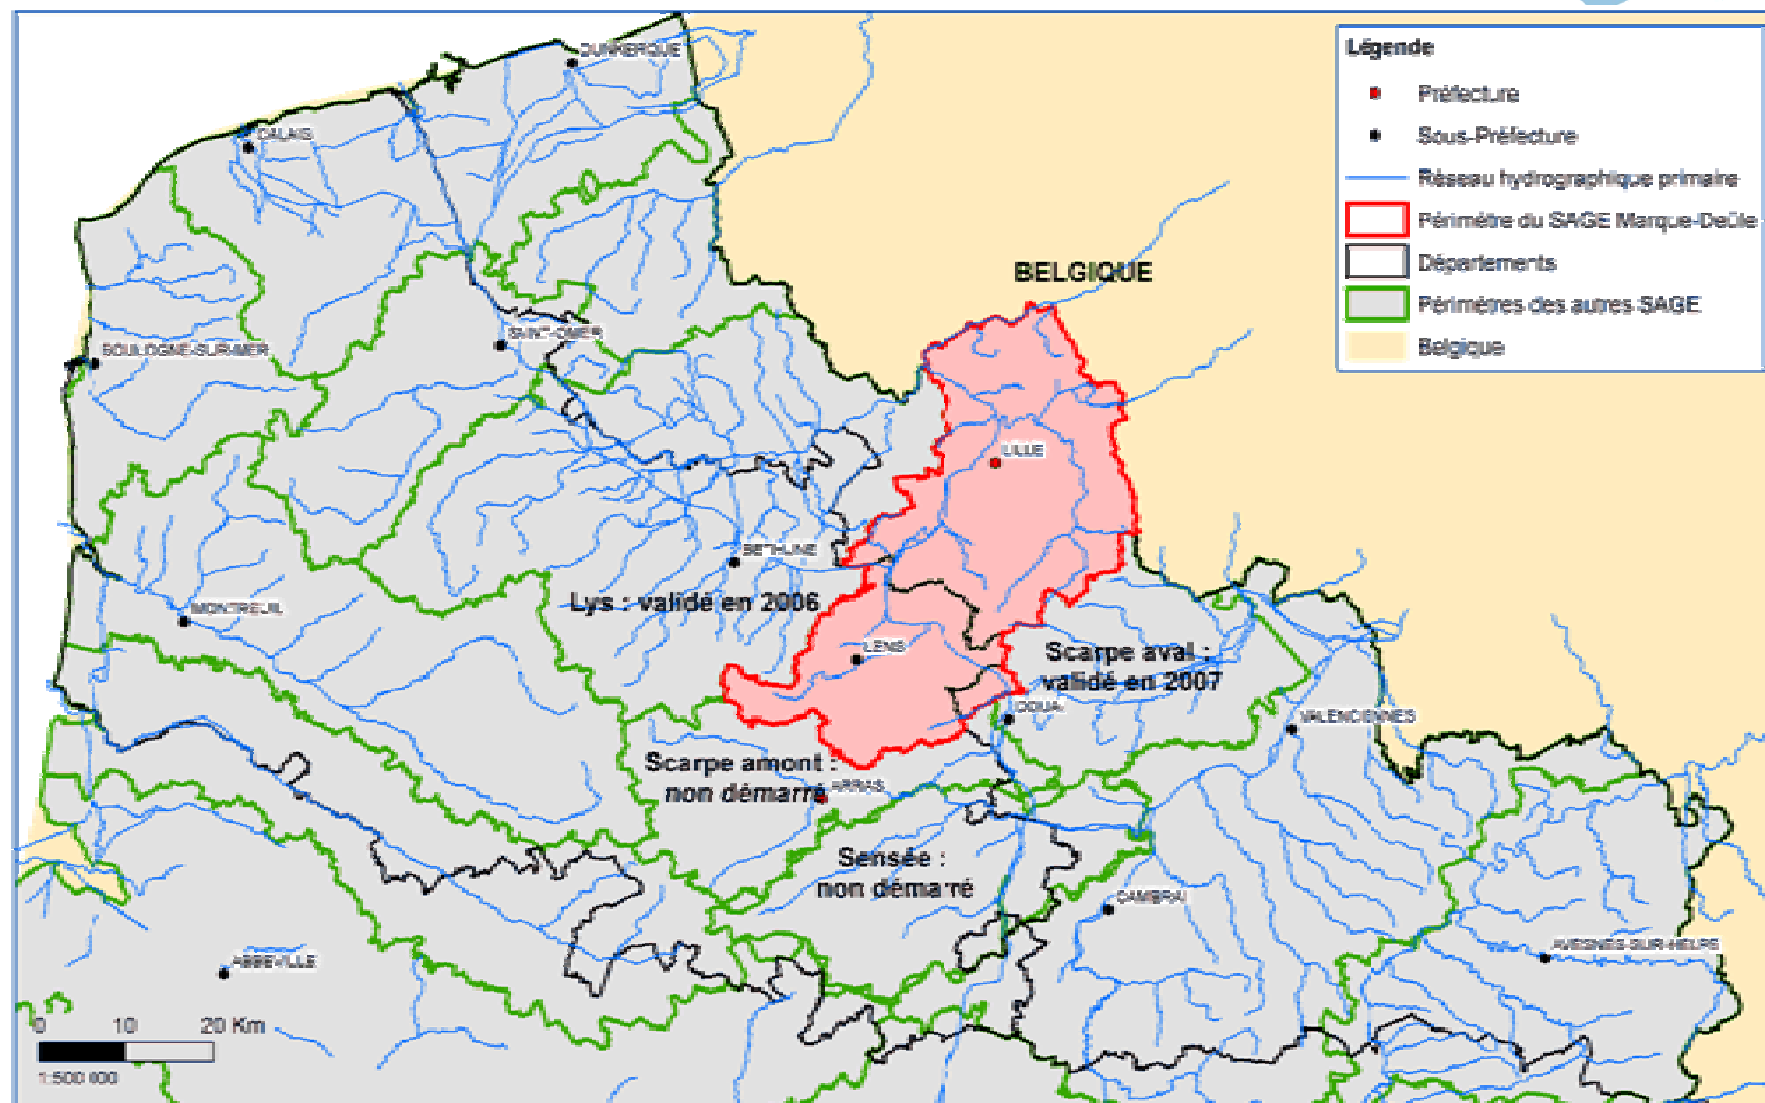 DUNKERQUE
CALAIS
BELGIQUE
SAINT-OMER
BOULOGNE-SUR-MER
LILLE
BETHUNE
MONTREUIL
Lys : validé en 2006
LENS
Scarpe aval :
validé en 2007
DOUAI
VALENCIENNES
Scarpe amont :
non démarré
ARRAS
Sensée :
non démarré
CAMBRAI
AVESNES-SUR-HELPE
ABBEVILLE
0 10 20 Km
1:500 000
Légende
Préfecture
Sous-Préfecture
Réseau hydrographique primaire
Périmètre du SAGE Marque-Deûle
Départements
Périmètres des autres SAGE
Belgique